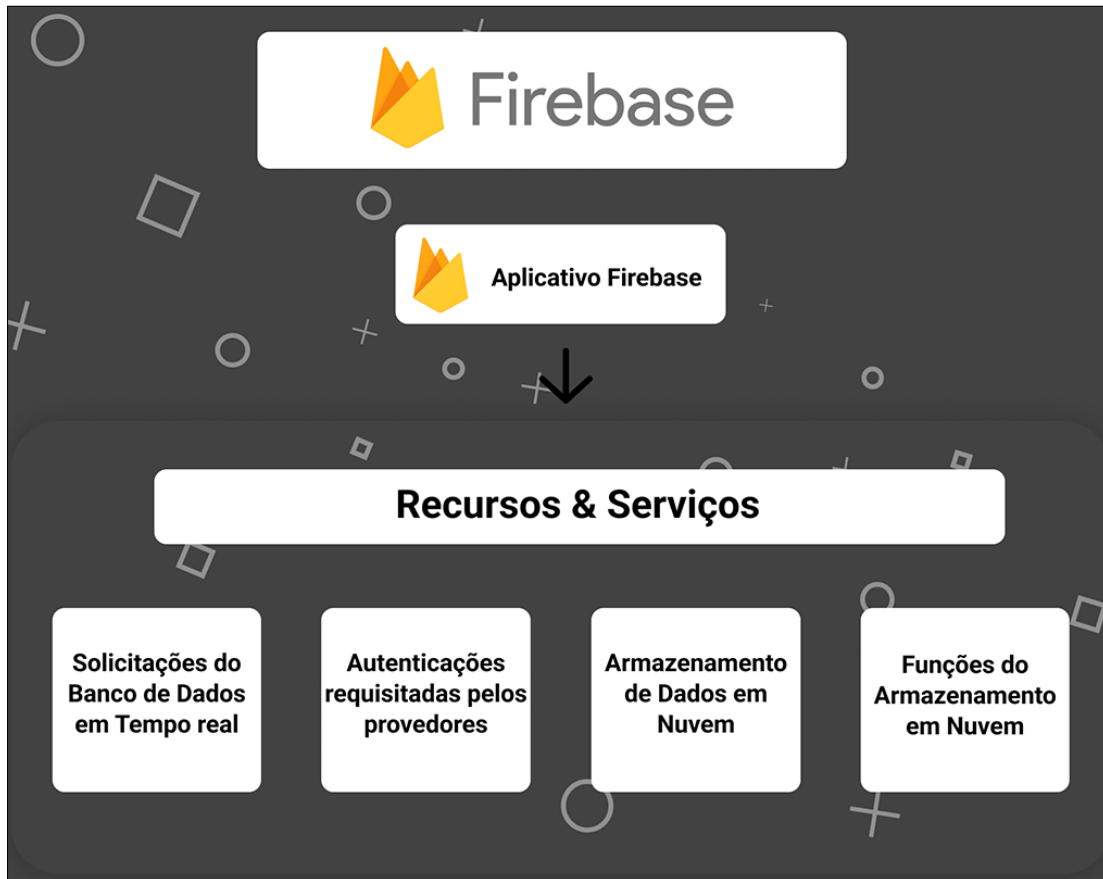 Firebase
Aplicativo Firebase
Recursos & Serviços
Solicitações do
Banco de Dados
em Tempo real
Autenticações
requisitadas pelos
provedores
Armazenamento
de Dados em
Nuvem
Funções do
Armazenamento
em Nuvem